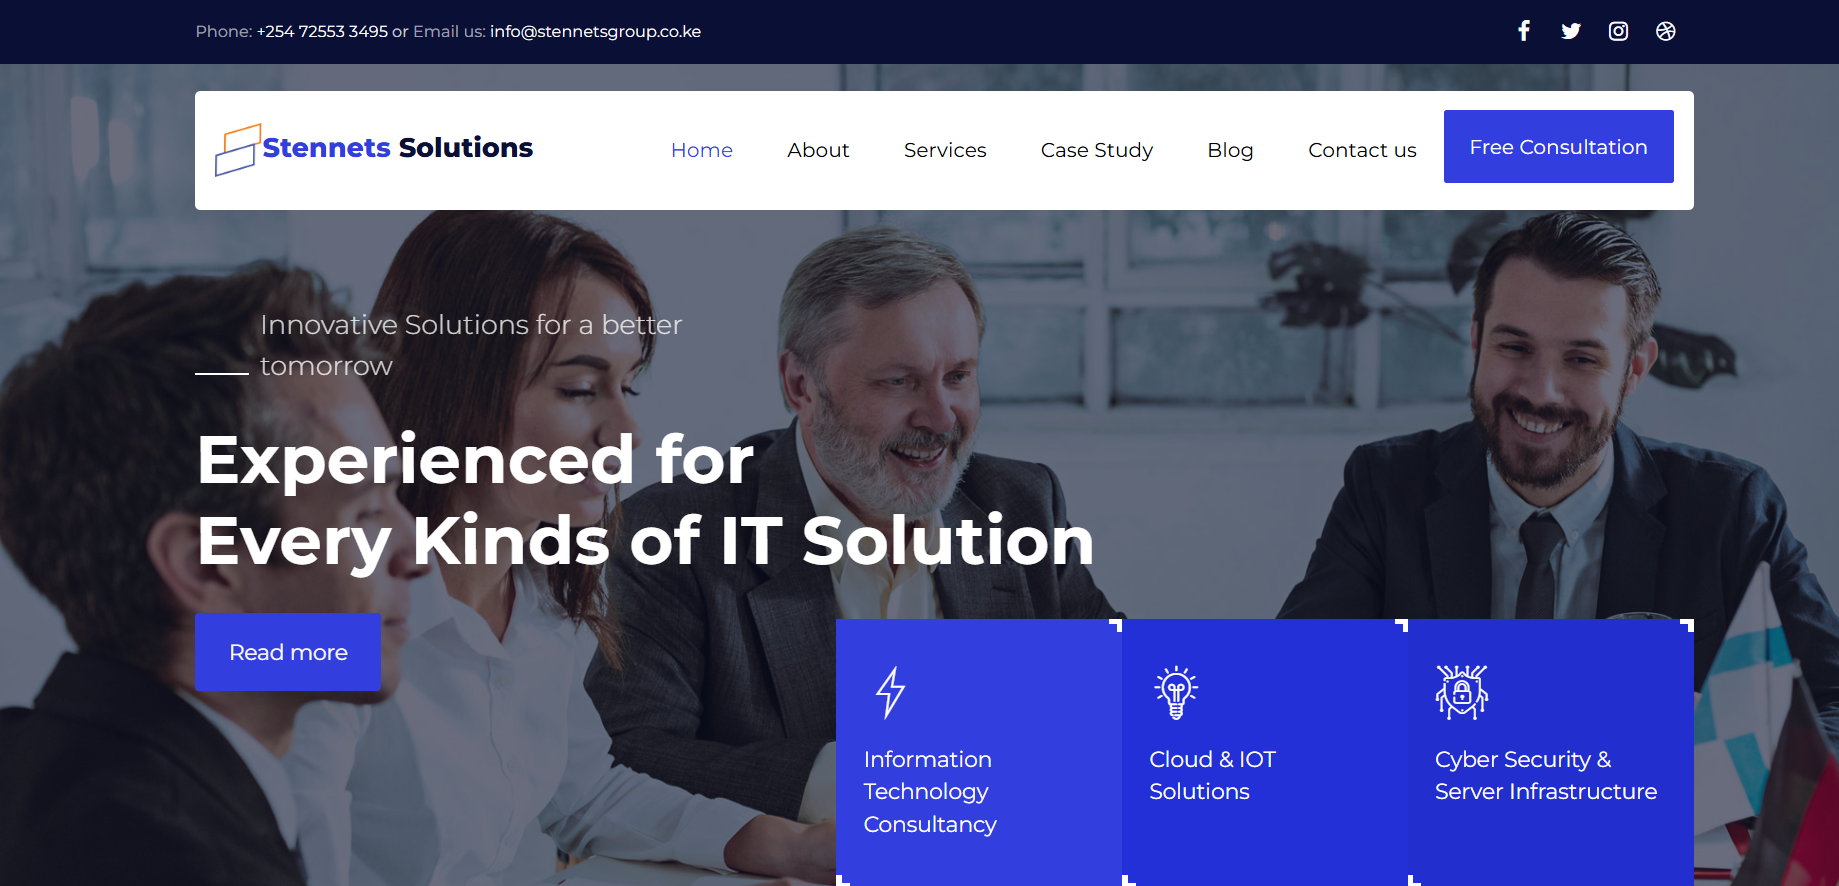 Phone: +254 72553 3495 or Email us: info@stennetsgroup.co.ke
Stennets Solutions
Home
About
Services
Case Study
Blog
Contact us
Free Consultation
Innovative Solutions for a better
tomorrow
Experienced for
Every Kinds of IT Solution
Read more
Information
Technology
Consultancy
Cloud & IOT
Solutions
Cyber Security &
Server Infrastructure